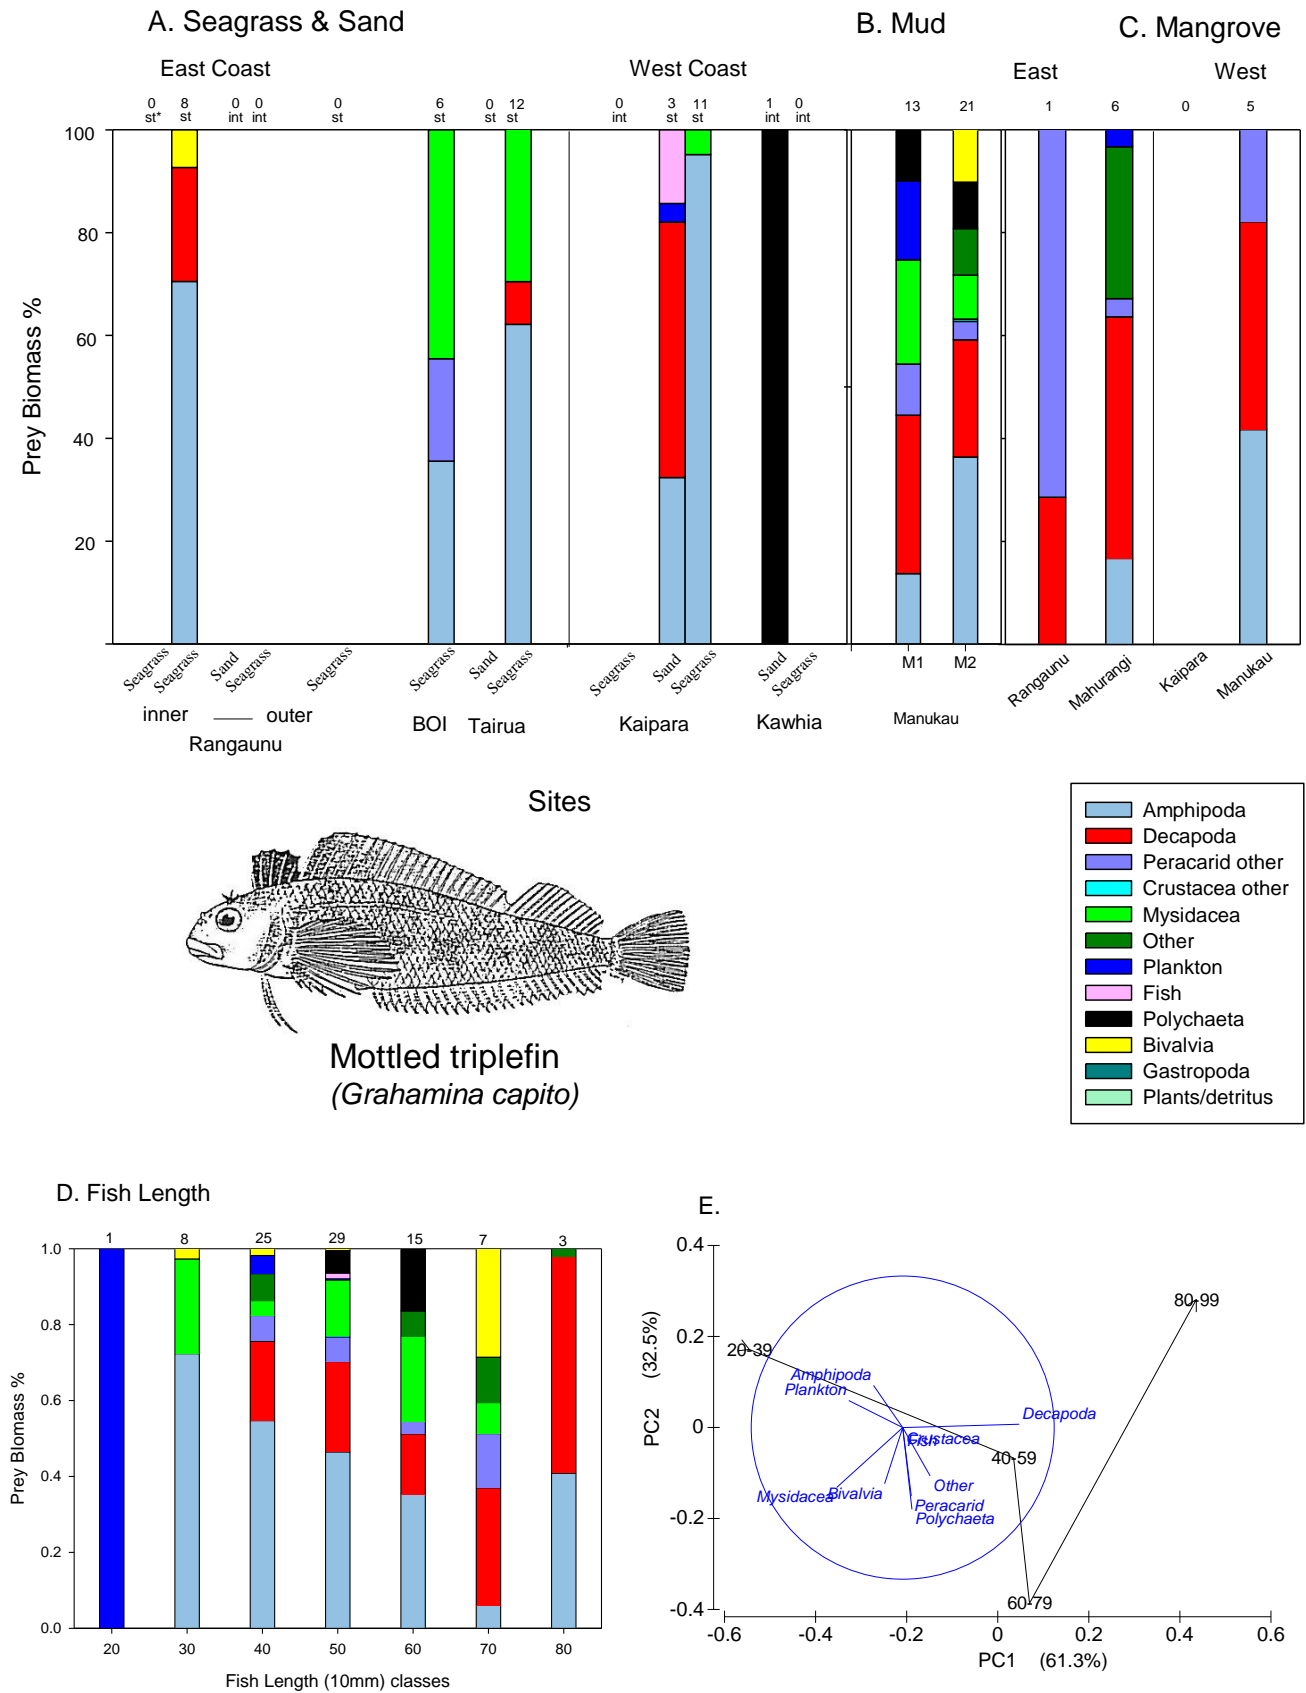 A. Seagrass & Sand
B. Mud
C. Mangrove
East Coast
West Coast
East
West
0 8 0 0 0 6 0 12 0 3 11 1 0 13 21 1 6 0 5
st* st int int st st st st int st st int int
100
80
60
40
20
Prey Biomass %
Seagrass Seagrass Sand Seagrass Seagrass Seagrass Sand Seagrass Seagrass Sand Seagrass Sand Seagrass M1 M2 Rangaunu Mahurangi Kaipara Manukau
inner outer BOI Tairua Kaipara Kawhia Manukau
Rangaunu
Sites
Amphipoda
Decapoda
Peracarid other
Crustacea other
Mysidacea
Other
Plankton
Fish
Polychaeta
Bivalvia
Gastropoda
Plants/detritus
Mottled triplefin
(Grahamina capito)
D. Fish Length
1 8 25 29 15 7 3
1.0
0.8
0.6
0.4
0.2
0.0
Prey BIomass %
20 30 40 50 60 70 80
Fish Length (10mm) classes
E.
0.4
0.2
0
-0.2
-0.4
PC2 (32.5%)
80-99
20-39
Amphipoda
Plankton
Decapoda
Crustacea
Fish
40-59
Other
Mysidacea
Bivalvia
Peracarid
Polychaeta
60-79
-0.6 -0.4 -0.2 0 0.2 0.4 0.6
PC1 (61.3%)